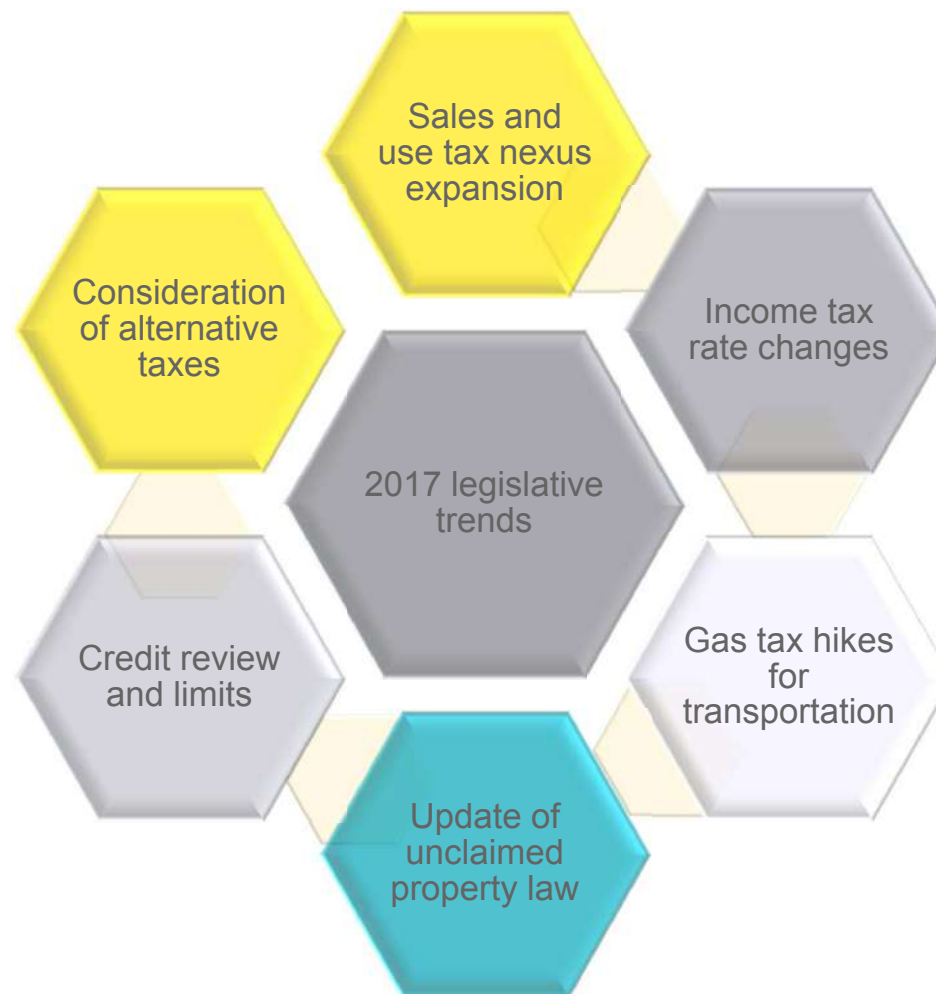 Sales and
use tax nexus
expansion
Consideration
of alternative
taxes
Income tax
rate changes
2017 legislative
trends
Credit review
and limits
Gas tax hikes
for
transportation
Update of
unclaimed
property law